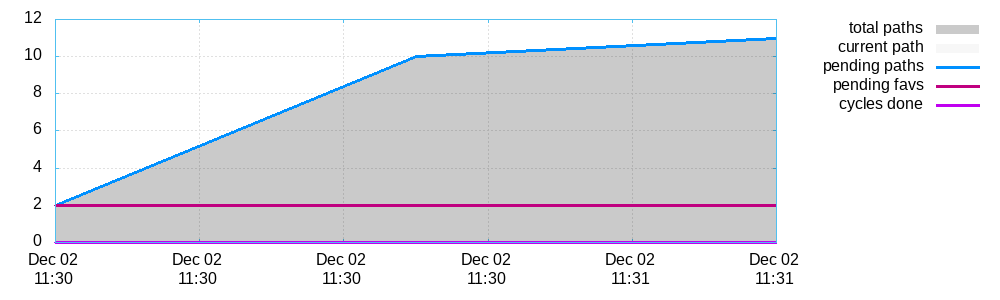 12
10
8
6
4
2
0
Dec 02 11:30
Dec 02 11:30
Dec 02 11:30
Dec 02 11:30
Dec 02 11:31
Dec 02 11:31
total paths
current path
pending paths
pending favs
cycles done